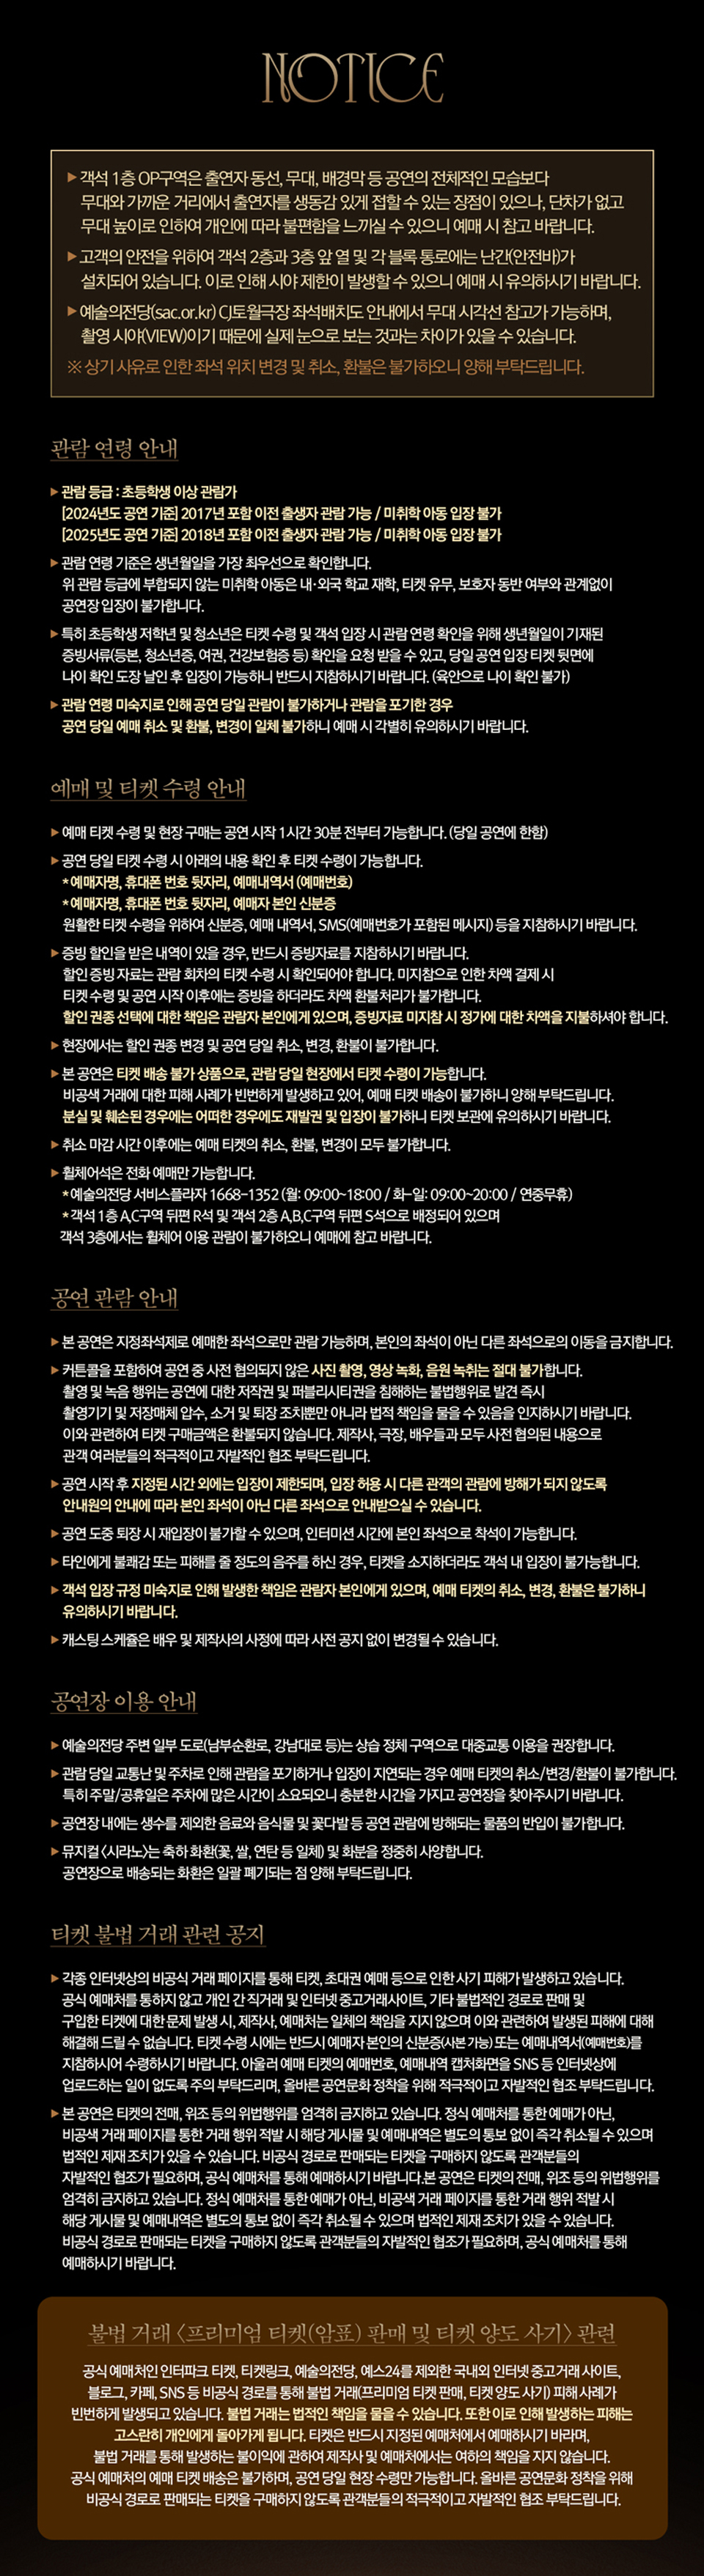 NOTICE
▶ 객석 1층 OP구역은 출연자 동선, 무대, 배경막 등 공연의 전체적인 모습보다
무대와 가까운 거리에서 출연자를 생동감 있게 접할 수 있는 장점이 있으나, 단차가 없고
무대 높이로 인하여 개인에 따라 불편함을 느끼실 수 있으니 예매 시 참고 바랍니다.
▶ 고객의 안전을 위하여 객석 2층과 3층 앞 열 및 각 블록 통로에는 난간(안전바)가
설치되어 있습니다. 이로 인해 시야 제한이 발생할 수 있으니 예매 시 유의하시기 바랍니다.
▶ 예술의전당(sac.or.kr) CJ토월극장 좌석배치도 안내에서 무대 시각선 참고가 가능하며,
촬영 시야(VIEW)이기 때문에 실제 눈으로 보는 것과는 차이가 있을 수 있습니다.
※ 상기 사유로 인한 좌석 위치 변경 및 취소, 환불은 불가하오니 양해 부탁드립니다.
관람 연령 안내
▶ 관람 등급 : 초등학생 이상 관람가
[2024년도 공연 기준] 2017년 포함 이전 출생자 관람 가능 / 미취학 아동 입장 불가
[2025년도 공연 기준] 2018년 포함 이전 출생자 관람 가능 / 미취학 아동 입장 불가
▶ 관람 연령 기준은 생년월일을 가장 최우선으로 확인합니다.
위 관람 등급에 부합되지 않는 미취학 아동은 내·외국 학교 재학, 티켓 유무, 보호자 동반 여부와 관계없이
공연장 입장이 불가합니다.
▶ 특히 초등학생 저학년 및 청소년은 티켓 수령 및 객석 입장 시 관람 연령 확인을 위해 생년월일이 기재된
증빙서류(등본, 청소년증, 여권, 건강보험증 등) 확인을 요청 받을 수 있고, 당일 공연 입장 티켓 뒷면에
나이 확인 도장 날인 후 입장이 가능하니 반드시 지참하시기 바랍니다. (육안으로 나이 확인 불가)
▶ 관람 연령 미숙지로 인해 공연 당일 관람이 불가하거나 관람을 포기한 경우
공연 당일 예매 취소 및 환불, 변경이 일체 불가하니 예매 시 각별히 유의하시기 바랍니다.
예매 및 티켓 수령 안내
▶ 예매 티켓 수령 및 현장 구매는 공연 시작 1시간 30분 전부터 가능합니다. (당일 공연에 한함)
▶ 공연 당일 티켓 수령 시 아래의 내용 확인 후 티켓 수령이 가능합니다.
* 예매자명, 휴대폰 번호 뒷자리, 예매내역서 (예매번호)
* 예매자명, 휴대폰 번호 뒷자리, 예매자 본인 신분증
원활한 티켓 수령을 위하여 신분증, 예매 내역서, SMS(예매번호가 포함된 메시지) 등을 지참하시기 바랍니다.
▶ 증빙 할인을 받은 내역이 있을 경우, 반드시 증빙자료를 지참하시기 바랍니다.
할인 증빙 자료는 관람 회차의 티켓 수령 시 확인되어야 합니다. 미지참으로 인한 차액 결제 시
티켓 수령 및 공연 시작 이후에는 증빙을 하더라도 차액 환불처리가 불가합니다.
할인 권종 선택에 대한 책임은 관람자 본인에게 있으며, 증빙자료 미지참 시 정가에 대한 차액을 지불하셔야 합니다.
▶ 현장에서는 할인 권종 변경 및 공연 당일 취소, 변경, 환불이 불가합니다.
▶ 본 공연은 티켓 배송 불가 상품으로, 관람 당일 현장에서 티켓 수령이 가능합니다.
비공색 거래에 대한 피해 사례가 빈번하게 발생하고 있어, 예매 티켓 배송이 불가하니 양해 부탁드립니다.
분실 및 훼손된 경우에는 어떠한 경우에도 재발권 및 입장이 불가하니 티켓 보관에 유의하시기 바랍니다.
▶ 취소 마감 시간 이후에는 예매 티켓의 취소, 환불, 변경이 모두 불가합니다.
▶ 휠체어석은 전화 예매만 가능합니다.
* 예술의전당 서비스플라자 1668-1352 (월: 09:00~18:00 / 화-일: 09:00~20:00 / 연중무휴)
* 객석 1층 A,C구역 뒤편 R석 및 객석 2층 A,B,C구역 뒤편 S석으로 배정되어 있으며
객석 3층에서는 휠체어 이용 관람이 불가하오니 예매에 참고 바랍니다.
공연 관람 안내
▶ 본 공연은 지정좌석제로 예매한 좌석으로만 관람 가능하며, 본인의 좌석이 아닌 다른 좌석으로의 이동을 금지합니다.
▶ 커튼콜을 포함하여 공연 중 사전 협의되지 않은 사진 촬영, 영상 녹화, 음원 녹취는 절대 불가합니다.
촬영 및 녹음 행위는 공연에 대한 저작권 및 퍼블리시티권을 침해하는 불법행위로 발견 즉시
촬영기기 및 저장매체 압수, 소거 및 퇴장 조치뿐만 아니라 법적 책임을 물을 수 있음을 인지하시기 바랍니다.
이와 관련하여 티켓 구매금액은 환불되지 않습니다. 제작사, 극장, 배우들과 모두 사전 협의된 내용으로
관객 여러분들의 적극적이고 자발적인 협조 부탁드립니다.
▶ 공연 시작 후 지정된 시간 외에는 입장이 제한되며, 입장 허용 시 다른 관객의 관람에 방해가 되지 않도록
안내원의 안내에 따라 본인 좌석이 아닌 다른 좌석으로 안내받으실 수 있습니다.
▶ 공연 도중 퇴장 시 재입장이 불가할 수 있으며, 인터미션 시간에 본인 좌석으로 착석이 가능합니다.
▶ 타인에게 불쾌감 또는 피해를 줄 정도의 음주를 하신 경우, 티켓을 소지하더라도 객석 내 입장이 불가능합니다.
▶ 객석 입장 규정 미숙지로 인해 발생한 책임은 관람자 본인에게 있으며, 예매 티켓의 취소, 변경, 환불은 불가하니
유의하시기 바랍니다.
▶ 캐스팅 스케쥴은 배우 및 제작사의 사정에 따라 사전 공지 없이 변경될 수 있습니다.
공연장 이용 안내
▶ 예술의전당 주변 일부 도로(남부순환로, 강남대로 등)는 상습 정체 구역으로 대중교통 이용을 권장합니다.
▶ 관람 당일 교통난 및 주차로 인해 관람을 포기하거나 입장이 지연되는 경우 예매 티켓의 취소/변경/환불이 불가합니다.
특히 주말/공휴일은 주차에 많은 시간이 소요되오니 충분한 시간을 가지고 공연장을 찾아주시기 바랍니다.
▶ 공연장 내에는 생수를 제외한 음료와 음식물 및 꽃다발 등 공연 관람에 방해되는 물품의 반입이 불가합니다.
▶ 뮤지컬 〈시라노〉는 축하 화환(꽃, 쌀, 연탄 등 일체) 및 화분을 정중히 사양합니다.
공연장으로 배송되는 화환은 일괄 폐기되는 점 양해 부탁드립니다.
티켓 불법 거래 관련 공지
▶ 각종 인터넷상의 비공식 거래 페이지를 통해 티켓, 초대권 예매 등으로 인한 사기 피해가 발생하고 있습니다.
공식 예매처를 통하지 않고 개인 간 직거래 및 인터넷 중고거래사이트, 기타 불법적인 경로로 판매 및
구입한 티켓에 대한 문제 발생 시, 제작사, 예매처는 일체의 책임을 지지 않으며 이와 관련하여 발생된 피해에 대해
해결해 드릴 수 없습니다. 티켓 수령 시에는 반드시 예매자 본인의 신분증(사본 가능) 또는 예매내역서(예매번호)를
지참하시어 수령하시기 바랍니다. 아울러 예매 티켓의 예매번호, 예매내역 캡처화면을 SNS 등 인터넷상에
업로드하는 일이 없도록 주의 부탁드리며, 올바른 공연문화 정착을 위해 적극적이고 자발적인 협조 부탁드립니다.
▶ 본 공연은 티켓의 전매, 위조 등의 위법행위를 엄격히 금지하고 있습니다. 정식 예매처를 통한 예매가 아닌,
비공색 거래 페이지를 통한 거래 행위 적발 시 해당 게시물 및 예매내역은 별도의 통보 없이 즉각 취소될 수 있으며
법적인 제재 조치가 있을 수 있습니다. 비공식 경로로 판매되는 티켓을 구매하지 않도록 관객분들의
자발적인 협조가 필요하며, 공식 예매처를 통해 예매하시기 바랍니다.본 공연은 티켓의 전매, 위조 등의 위법행위를
엄격히 금지하고 있습니다. 정식 예매처를 통한 예매가 아닌, 비공색 거래 페이지를 통한 거래 행위 적발 시
해당 게시물 및 예매내역은 별도의 통보 없이 즉각 취소될 수 있으며 법적인 제재 조치가 있을 수 있습니다.
비공식 경로로 판매되는 티켓을 구매하지 않도록 관객분들의 자발적인 협조가 필요하며, 공식 예매처를 통해
예매하시기 바랍니다.
불법 거래 〈프리미엄 티켓(암표) 판매 및 티켓 양도 사기〉 관련
공식 예매처인 인터파크 티켓, 티켓링크, 예술의전당, 예스24를 제외한 국내외 인터넷 중고거래 사이트,
블로그, 카페, SNS 등 비공식 경로를 통해 불법 거래(프리미엄 티켓 판매, 티켓 양도 사기) 피해 사례가
빈번하게 발생되고 있습니다. 불법 거래는 법적인 책임을 물을 수 있습니다. 또한 이로 인해 발생하는 피해는
고스란히 개인에게 돌아가게 됩니다. 티켓은 반드시 지정된 예매처에서 예매하시기 바라며,
불법 거래를 통해 발생하는 불이익에 관하여 제작사 및 예매처에서는 여하의 책임을 지지 않습니다.
공식 예매처의 예매 티켓 배송은 불가하며, 공연 당일 현장 수령만 가능합니다. 올바른 공연문화 정착을 위해
비공식 경로로 판매되는 티켓을 구매하지 않도록 관객분들의 적극적이고 자발적인 협조 부탁드립니다.